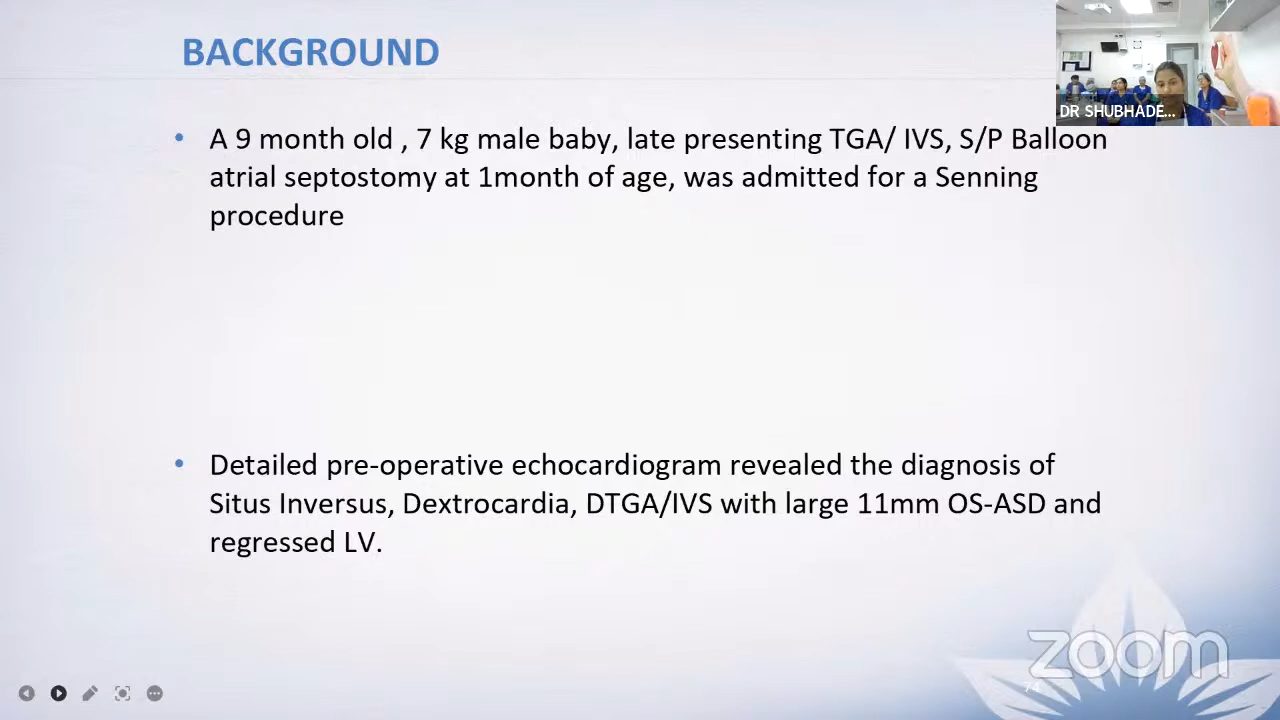 BACKGROUND
DR SHUBHADE...
• A 9 month old , 7 kg male baby, late presenting TGA/ IVS, S/P Balloon
atrial septostomy at 1month of age, was admitted for a Senning
procedure
• Detailed pre-operative echocardiogram revealed the diagnosis of
Situs Inversus, Dextrocardia, DTGA/IVS with large 11mm OS-ASD and
regressed LV.
zoom
74